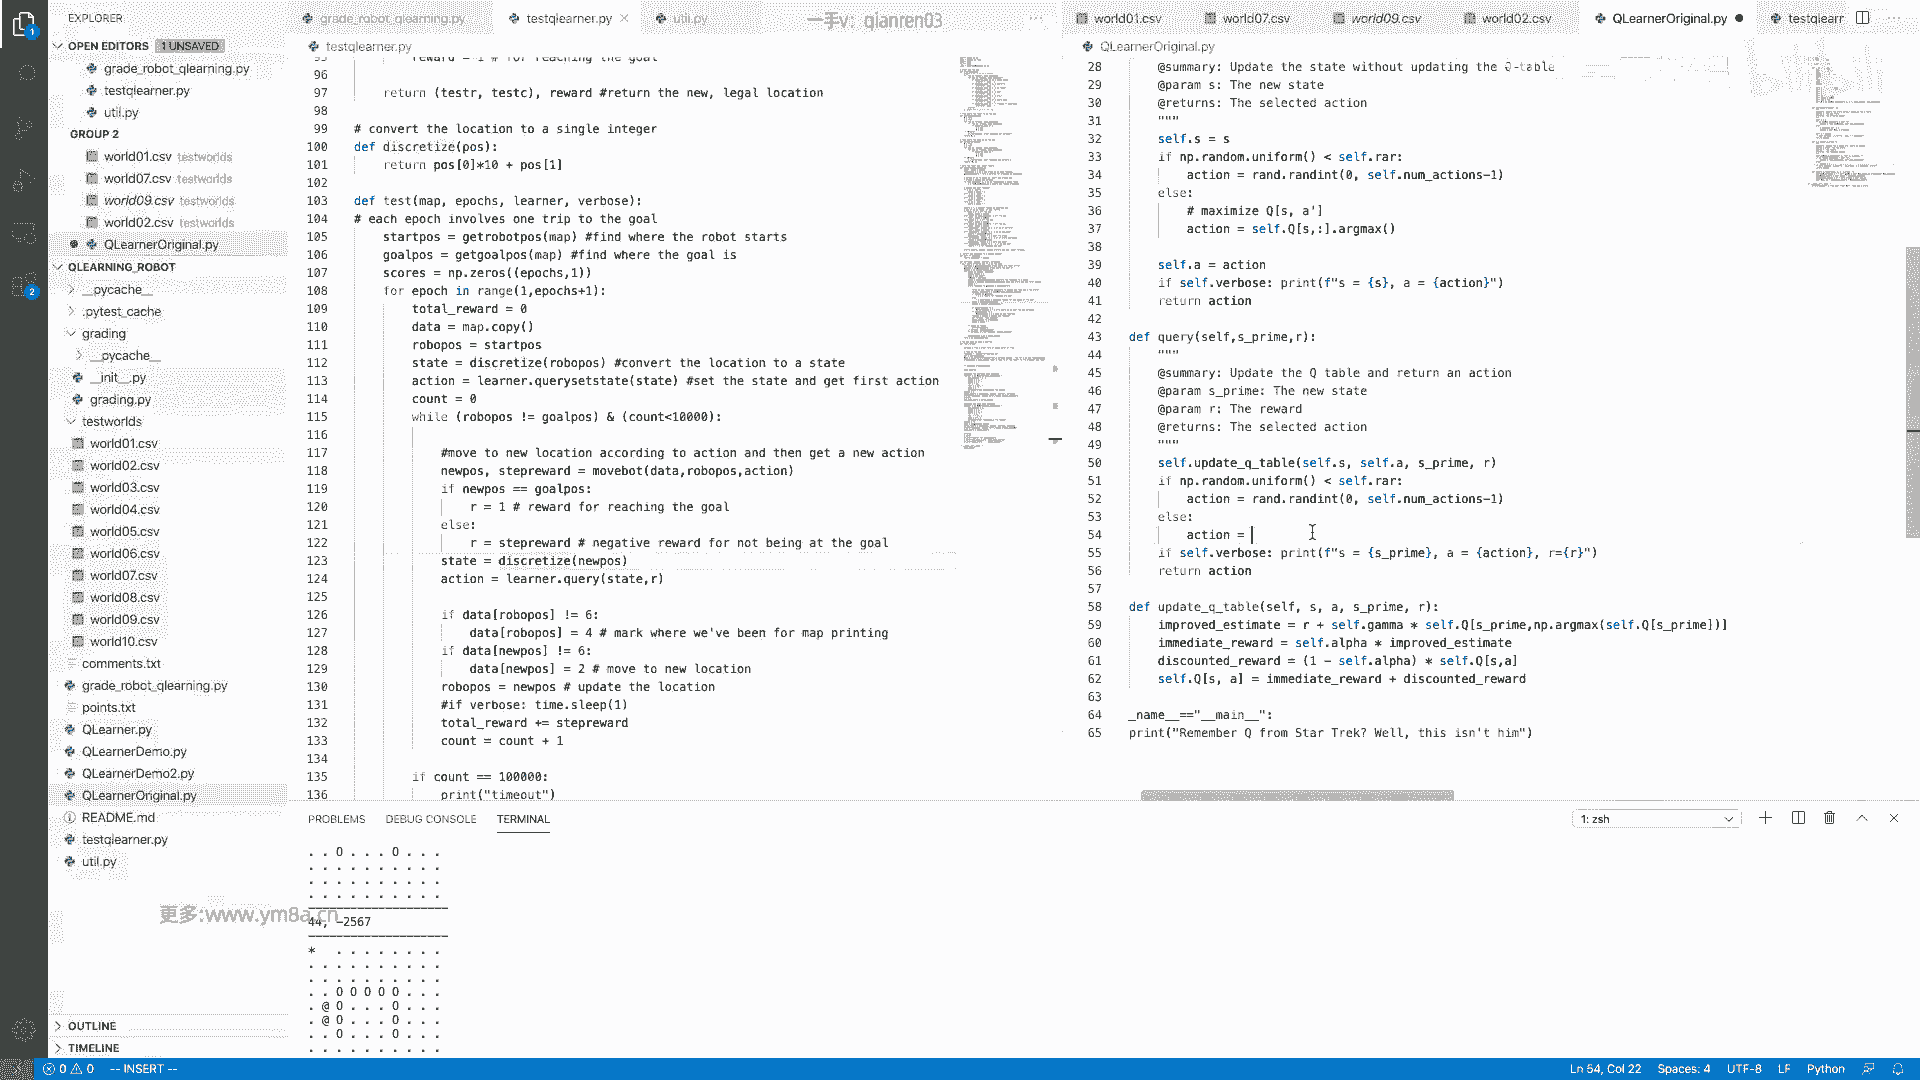 EXPLORER
OPEN EDITORS 1 UNSAVED
grade_robot_qlearning.py
testqlearner.py
util.py
GROUP 2
world01.csv testworlds
world07.csv testworlds
world09.csv testworlds
world02.csv testworlds
QLearnerOriginal.py
QLEARNING_ROBOT
__pycache__
.pytest_cache
grading
__pycache__
__init__.py
grading.py
testworlds
world01.csv
world02.csv
world03.csv
world04.csv
world05.csv
world06.csv
world07.csv
world08.csv
world09.csv
world10.csv
comments.txt
grade_robot_qlearning.py
points.txt
QLearner.py
QLearnerDemo.py
QLearnerDemo2.py
QLearnerOriginal.py
README.md
testqlearner.py
util.py
OUTLINE
TIMELINE
更多:www.ym8a.cn
grade_robot_qlearning.py testqlearner.py util.py
一手v: qianren03
testqlearner.py
95 reward = 1 # for reaching the goal
96
97 return (testr, testc), reward #return the new, legal location
98
99 # convert the location to a single integer
100 def discretize(pos):
101 return pos[0]*10 + pos[1]
102
103 def test(map, epochs, learner, verbose):
104 # each epoch involves one trip to the goal
105 startpos = getrobotpos(map) #find where the robot starts
106 goalpos = getgoalpos(map) #find where the goal is
107 scores = np.zeros((epochs,1))
108 for epoch in range(1,epochs+1):
109 total_reward = 0
110 data = map.copy()
111 robopos = startpos
112 state = discretize(robopos) #convert the location to a state
113 action = learner.querysetstate(state) #set the state and get first action
114 count = 0
115 while (robopos != goalpos) & (count<10000):
116
117 #move to new location according to action and then get a new action
118 newpos, stepreward = movebot(data,robopos,action)
119 if newpos == goalpos:
120 r = 1 # reward for reaching the goal
121 else:
122 r = stepreward # negative reward for not being at the goal
123 state = discretize(newpos)
124 action = learner.query(state,r)
125
126 if data[robopos] != 6:
127 data[robopos] = 4 # mark where we've been for map printing
128 if data[newpos] != 6:
129 data[newpos] = 2 # move to new location
130 robopos = newpos # update the location
131 #if verbose: time.sleep(1)
132 total_reward += stepreward
133 count = count + 1
134
135 if count == 100000:
136 print("timeout")
world01.csv world07.csv world09.csv world02.csv QLearnerOriginal.py testqlearr
QLearnerOriginal.py
28 @summary: Update the state without updating the Q-table
29 @param s: The new state
30 @returns: The selected action
31 """
32 self.s = s
33 if np.random.uniform() < self.rar:
34 action = rand.randint(0, self.num_actions-1)
35 else:
36 # maximize Q[s, a']
37 action = self.Q[s,:].argmax()
38
39 self.a = action
40 if self.verbose: print(f"s = {s}, a = {action}")
41 return action
42
43 def query(self,s_prime,r):
44 """
45 @summary: Update the Q table and return an action
46 @param s_prime: The new state
47 @param r: The reward
48 @returns: The selected action
49 """
50 self.update_q_table(self.s, self.a, s_prime, r)
51 if np.random.uniform() < self.rar:
52 action = rand.randint(0, self.num_actions-1)
53 else:
54 action =
55 if self.verbose: print(f"s = {s_prime}, a = {action}, r={r}")
56 return action
57
58 def update_q_table(self, s, a, s_prime, r):
59 improved_estimate = r + self.gamma * self.Q[s_prime,np.argmax(self.Q[s_prime])]
60 immediate_reward = self.alpha * improved_estimate
61 discounted_reward = (1 - self.alpha) * self.Q[s,a]
62 self.Q[s, a] = immediate_reward + discounted_reward
63
64 _name__=="__main__":
65 print("Remember Q from Star Trek? Well, this isn't him")
PROBLEMS DEBUG CONSOLE TERMINAL
1: zsh
. . O . . . O . . .
. . . . . . . . . .
. . . . . . . . . .
. . . . . . . . . .
--------------------
44, -2567
--------------------
* . . . . . . . .
. . . . . . . . . .
. . . . . . . . . .
. . O O O O O . . .
. @ O . . . O . . .
. @ O . . . O . . .
. O . . . O . . .
. . . . . . . . . .
0 0 -- INSERT --
Ln 54, Col 22 Spaces: 4 UTF-8 LF Python